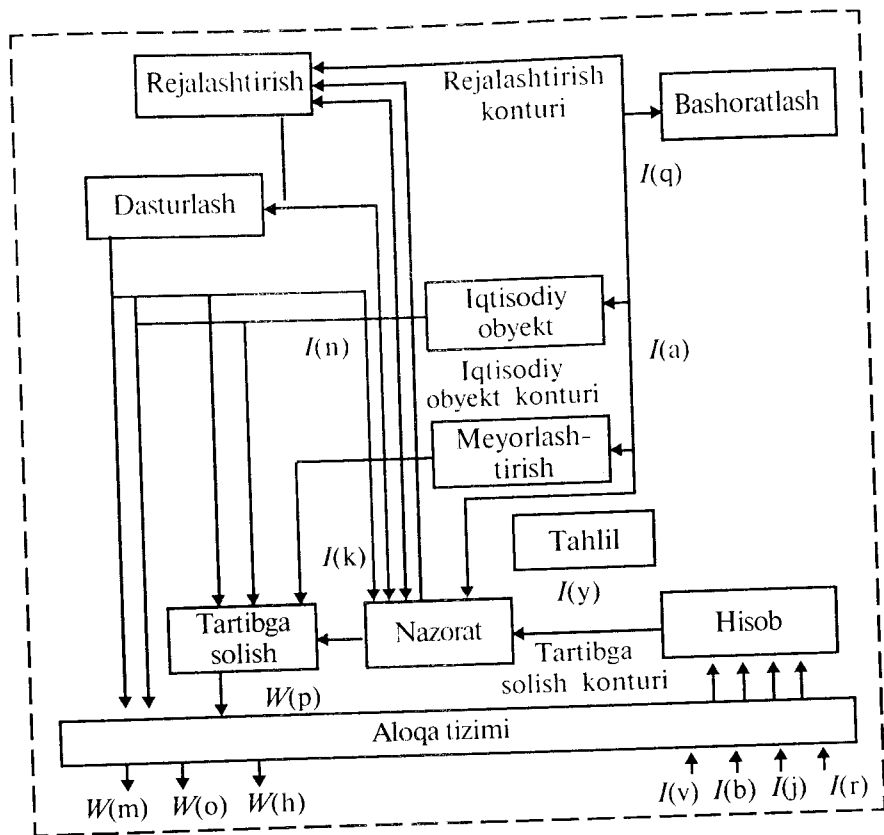 Rejalashtirish
Rejalashtirish
konturi
Bashoratlash
I(q)
Dasturlash
Iqtisodiy
obyekt
I(n)
I(a)
Iqtisodiy
obyekt konturi
Meyorlash-
tirish
Tahlil
I(k)
I(y)
Tartibga
solish
Nazorat
Hisob
Tartibga
solish konturi
W(p)
Aloqa tizimi
W(m)
W(o)
W(h)
I(v)
I(b)
I(j)
I(r)